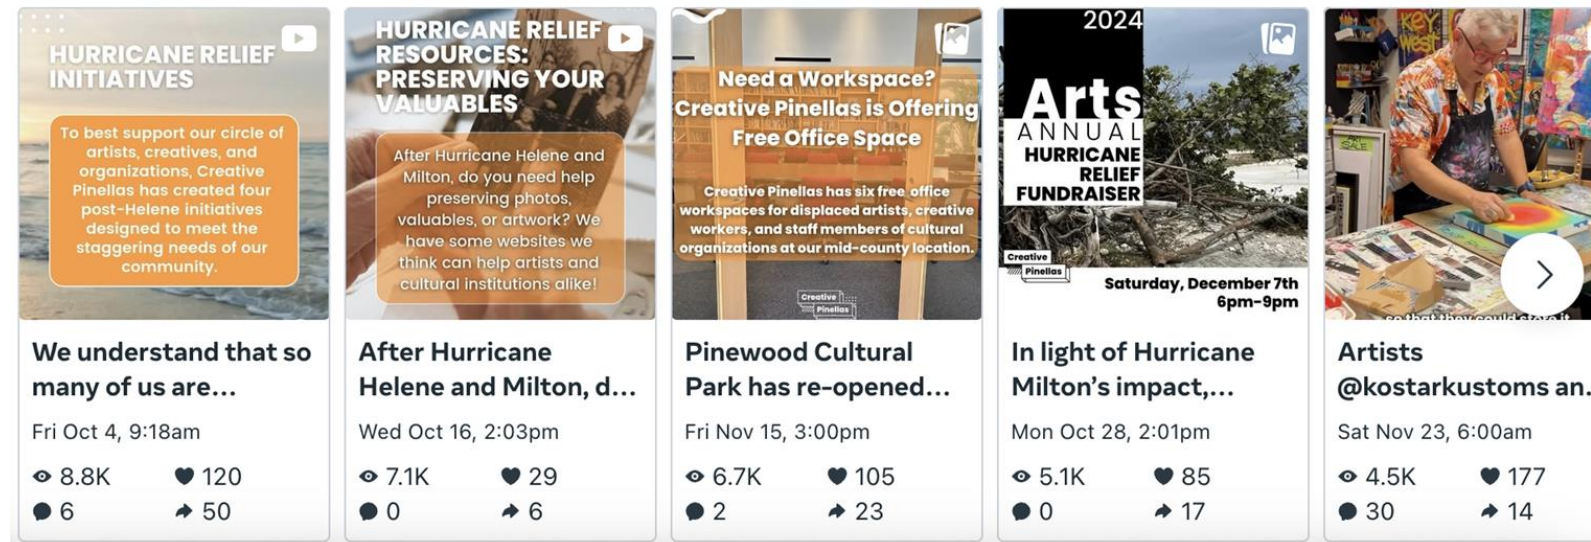 HURRICANE RELIEF
INITIATIVES
To best support our circle of
artists, creatives, and
organizations, Creative
Pinellas has created four
post-Helene initiatives
designed to meet the
staggering needs of our
community.
We understand that so
many of us are...
Fri Oct 4, 9:18am
8.8K
120
6
50
HURRICANE RELIEF
RESOURCES:
PRESERVING YOUR
VALUABLES
After Hurricane Helene and
Milton, do you need help
preserving photos,
valuables, or artwork? We
have some websites we
think can help artists and
cultural institutions alike!
After Hurricane
Helene and Milton, d...
Wed Oct 16, 2:03pm
7.1K
29
0
6
Need a Workspace?
Creative Pinellas is Offering
Free Office Space
Creative Pinellas has six free office
workspaces for displaced artists, creative
workers, and staff members of cultural
organizations at our mid-county location.
Creative
Pinellas
Pinewood Cultural
Park has re-opened...
Fri Nov 15, 3:00pm
6.7K
105
2
23
2024
Arts
ANNUAL
HURRICANE
RELIEF
FUNDRAISER
Creative
Pinellas
Saturday, December 7th
6pm-9pm
In light of Hurricane
Milton's impact,...
Mon Oct 28, 2:01pm
5.1K
85
0
17
KEY
WEST
SALE
so that they could store it
Artists
@kostarkustoms an.
Sat Nov 23, 6:00am
4.5K
177
30
14